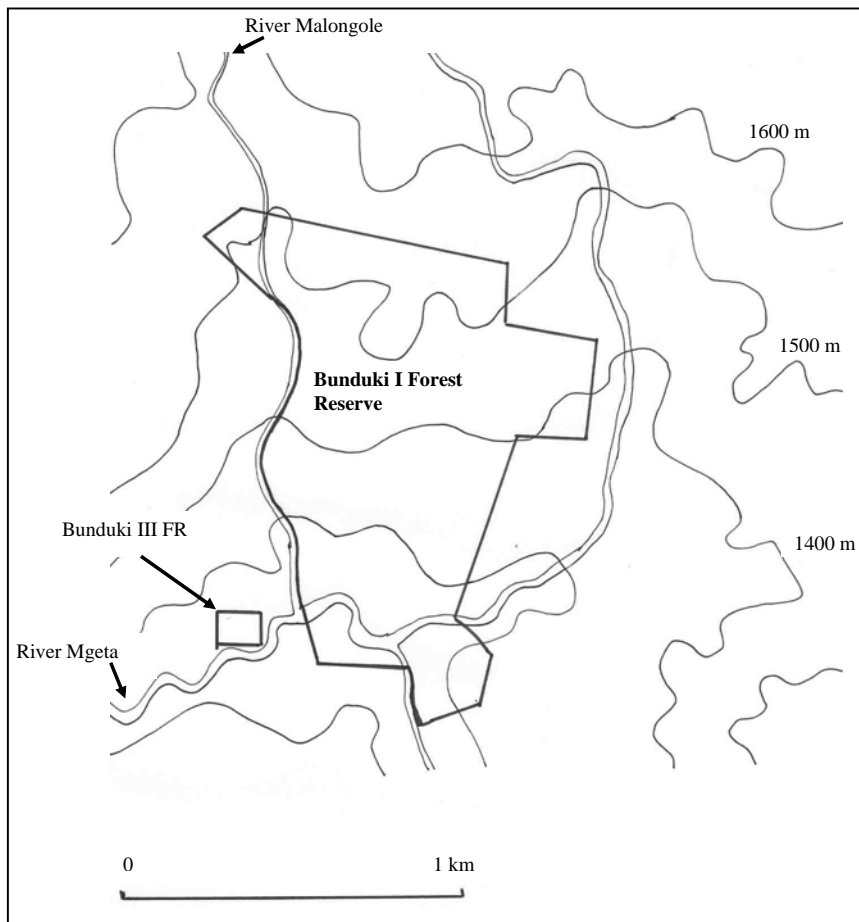 River Malongole
1600 m
1500 m
Bunduki I Forest
Reserve
Bunduki III FR
1400 m
River Mgeta
0
1 km